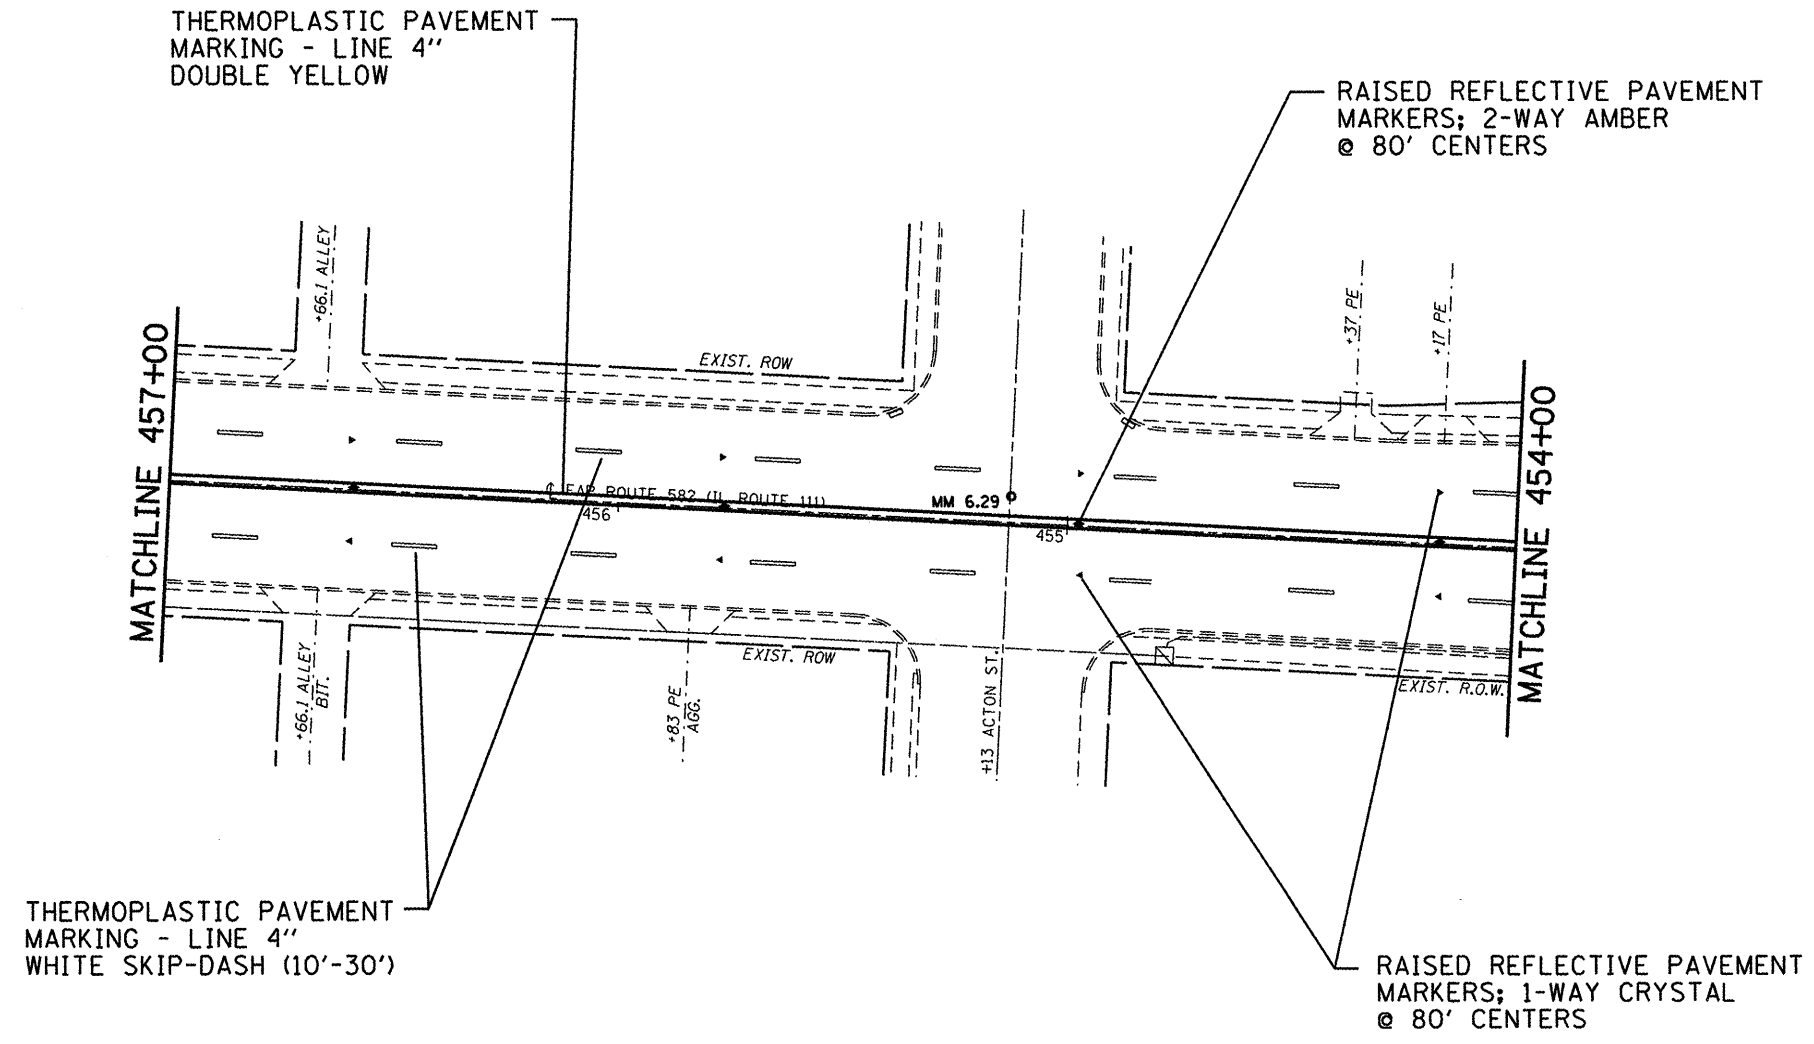 THERMOPLASTIC PAVEMENT
MARKING - LINE 4"
DOUBLE YELLOW
RAISED REFLECTIVE PAVEMENT
MARKERS; 2-WAY AMBER
@ 80' CENTERS
+66.1 ALLEY
EXIST. ROW
+37 PE
+17 PE
MATCHLINE 457+00
MATCHLINE 454+00
℄ FAP ROUTE 582 (IL ROUTE 111)
456
MM 6.29
455
+66.1 ALLEY
BIT.
+83 PE
AGG.
EXIST. ROW
+13 ACTON ST.
EXIST. R.O.W.
THERMOPLASTIC PAVEMENT
MARKING - LINE 4"
WHITE SKIP-DASH (10'-30')
RAISED REFLECTIVE PAVEMENT
MARKERS; 1-WAY CRYSTAL
@ 80' CENTERS